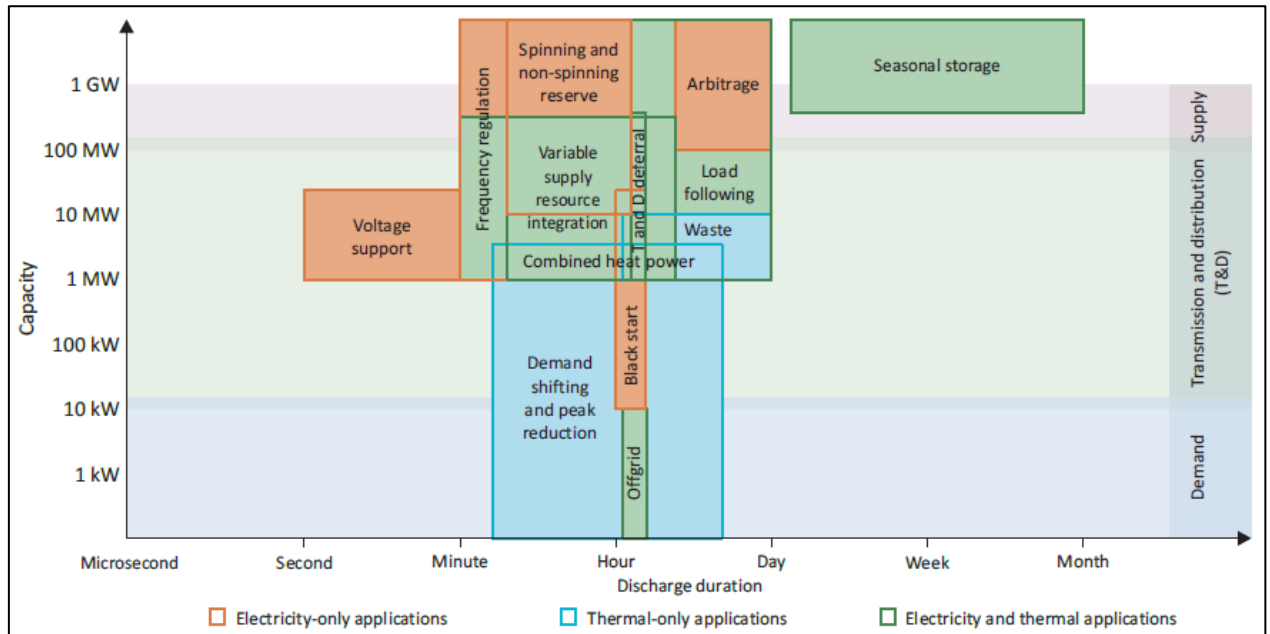 Capacity
1 GW
100 MW
10 MW
1 MW
100 kW
10 kW
1 kW
Voltage
support
Frequency regulation
Spinning and
non-spinning
reserve
Variable
supply
resource
integration
T and D deferral
Arbitrage
Load
following
Waste
Combined heat power
Demand
shifting
and peak
reduction
Black start
Offgrid
Seasonal storage
Supply
Transmission and distribution
(T&D)
Demand
Microsecond
Second
Minute
Hour
Day
Week
Month
Discharge duration
Electricity-only applications
Thermal-only applications
Electricity and thermal applications